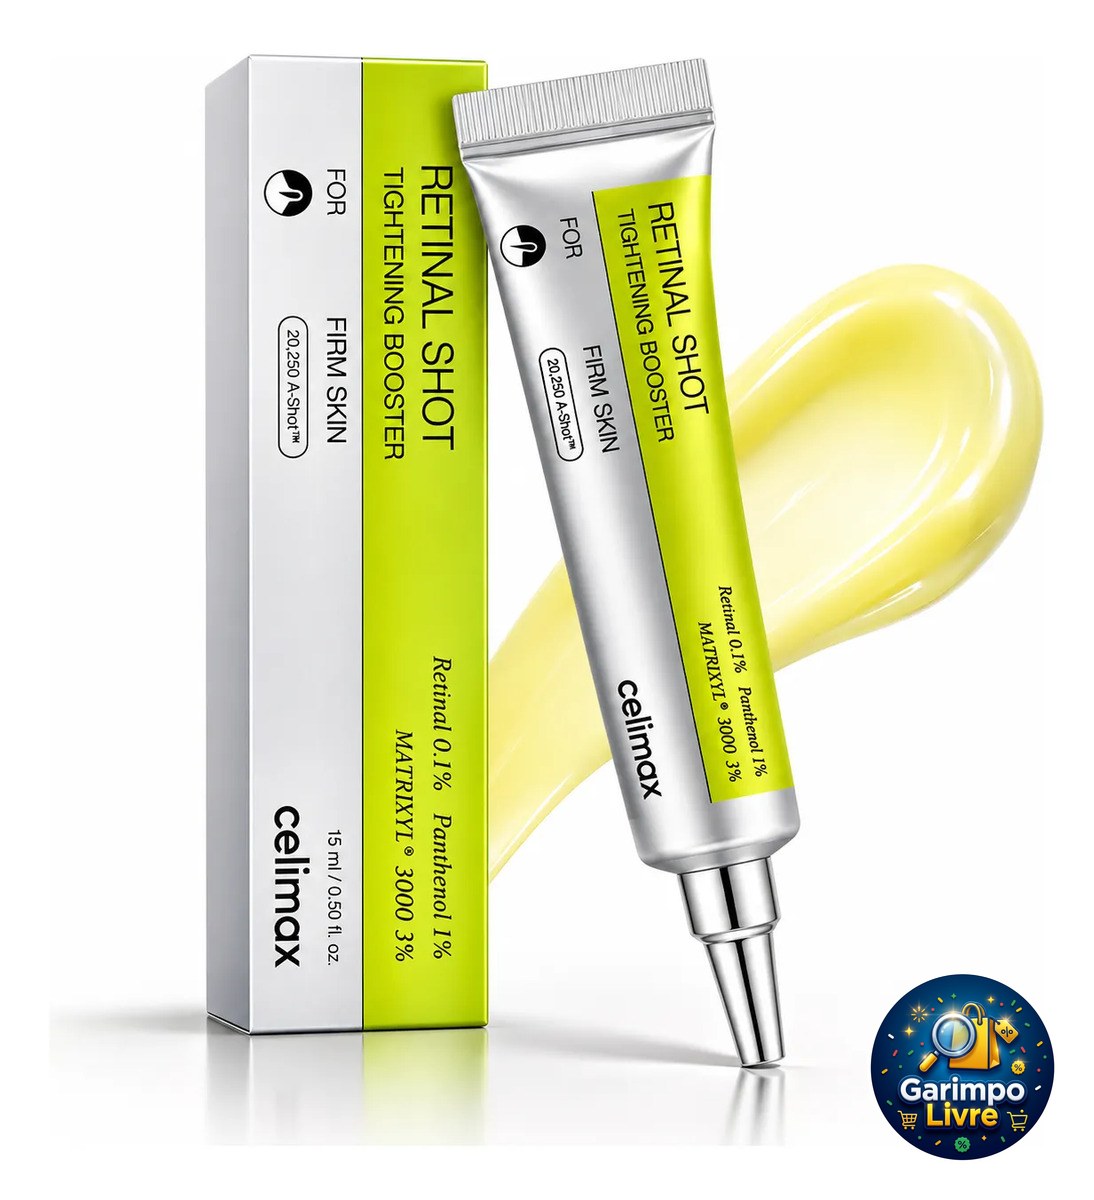 RETINAL SHOT
TIGHTENING BOOSTER
FOR
FIRM SKIN
20,250 A-Shot™
Retinal 0.1% Panthenol 1%
MATRIXYL® 3000 3%
15 ml / 0.50 fl. oz.
celimax
RETINAL SHOT
TIGHTENING BOOSTER
FOR
FIRM SKIN
20,250 A-Shot™
Retinal 0.1% Panthenol 1%
MATRIXYL® 3000 3%
celimax
Garimpo
Livre